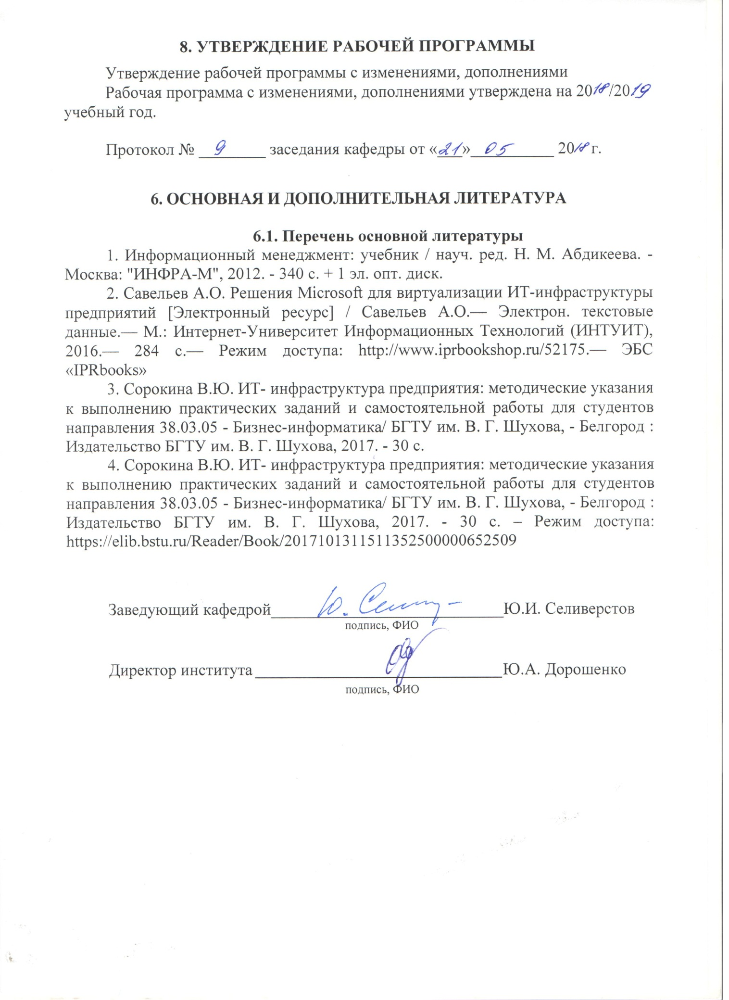 8. УТВЕРЖДЕНИЕ РАБОЧЕЙ ПРОГРАММЫ
Утверждение рабочей программы с изменениями, дополнениями
Рабочая программа с изменениями, дополнениями утверждена на 2018/2019
учебный год.
Протокол № 9 заседания кафедры от «21» 05 2018 г.
6. ОСНОВНАЯ И ДОПОЛНИТЕЛЬНАЯ ЛИТЕРАТУРА
6.1. Перечень основной литературы
1. Информационный менеджмент: учебник / науч. ред. Н. М. Абдикеева. -
Москва: "ИНФРА-М", 2012. - 340 с. + 1 эл. опт. диск.
2. Савельев А.О. Решения Microsoft для виртуализации ИТ-инфраструктуры
предприятий [Электронный ресурс] / Савельев А.О.— Электрон. текстовые
данные.— М.: Интернет-Университет Информационных Технологий (ИНТУИТ),
2016.— 284 с.— Режим доступа: http://www.iprbookshop.ru/52175.— ЭБС
«IPRbooks»
3. Сорокина В.Ю. ИТ- инфраструктура предприятия: методические указания
к выполнению практических заданий и самостоятельной работы для студентов
направления 38.03.05 - Бизнес-информатика/ БГТУ им. В. Г. Шухова, - Белгород :
Издательство БГТУ им. В. Г. Шухова, 2017. - 30 с.
4. Сорокина В.Ю. ИТ- инфраструктура предприятия: методические указания
к выполнению практических заданий и самостоятельной работы для студентов
направления 38.03.05 - Бизнес-информатика/ БГТУ им. В. Г. Шухова, - Белгород :
Издательство БГТУ им. В. Г. Шухова, 2017. - 30 с. – Режим доступа:
https://elib.bstu.ru/Reader/Book/2017101311511352500000652509
Заведующий кафедрой Ю.И. Селиверстов
подпись, ФИО
Директор института Ю.А. Дорошенко
подпись, ФИО